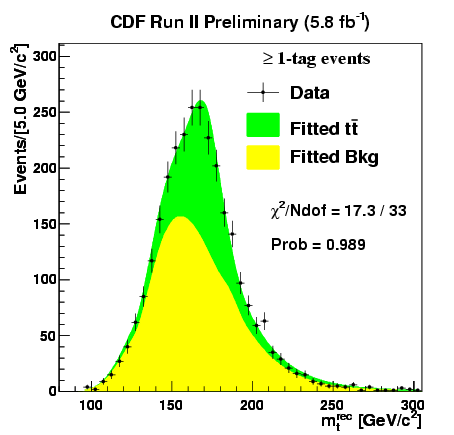 CDF Run II Preliminary (5.8 fb⁻¹)
≥ 1-tag events
Data
Fitted tt̄
Fitted Bkg
χ²/Ndof = 17.3 / 33
Prob = 0.989
Events/[5.0 GeV/c²]
300
250
200
150
100
50
0
100 150 200 250 300
mₜʳᵉᶜ [GeV/c²]